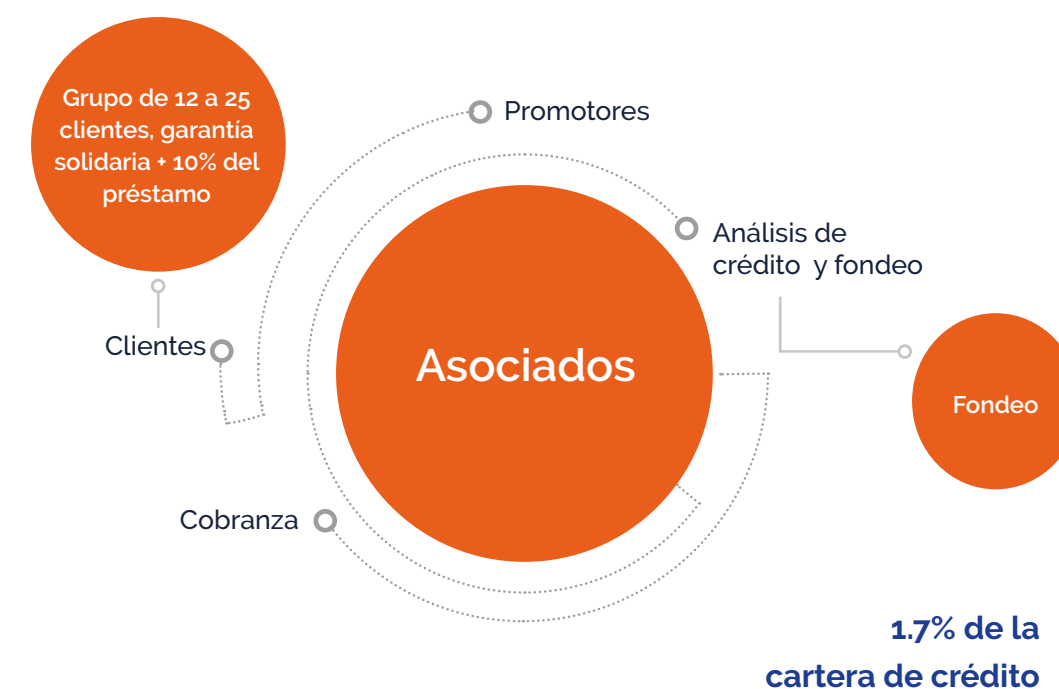 Grupo de 12 a 25
clientes, garantía
solidaria + 10% del
préstamo
Promotores
Análisis de
crédito y fondeo
Clientes
Asociados
Fondeo
Cobranza
1.7% de la
cartera de crédito